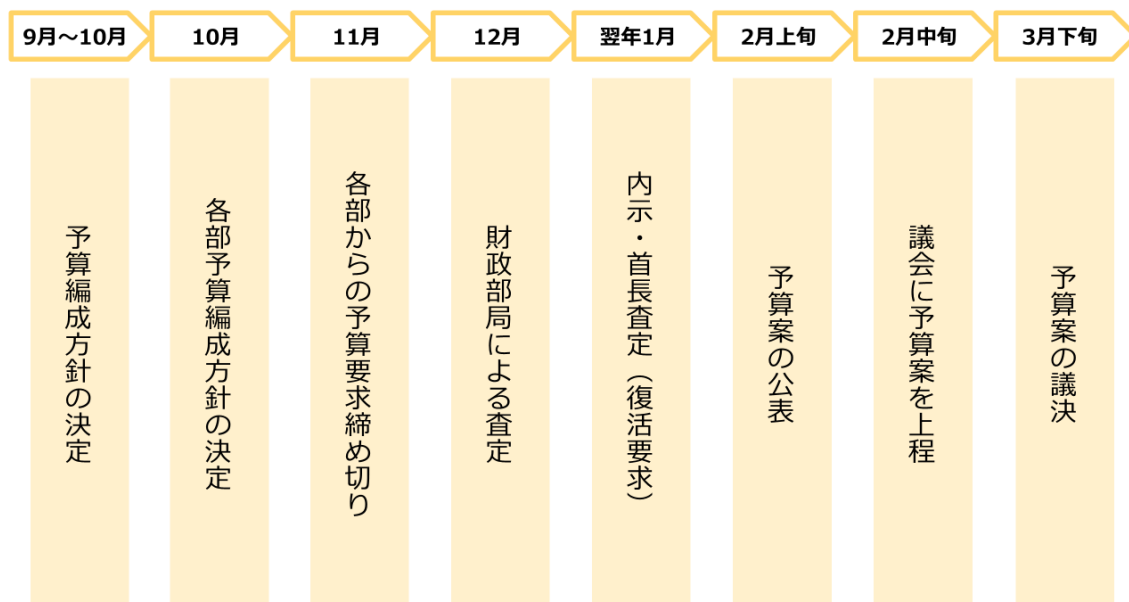 9月～10月
10月
11月
12月
翌年1月
2月上旬
2月中旬
3月下旬
予算編成方針の決定
各部予算編成方針の決定
各部からの予算要求締め切り
財政部局による査定
内示・首長査定（復活要求）
予算案の公表
議会に予算案を上程
予算案の議決